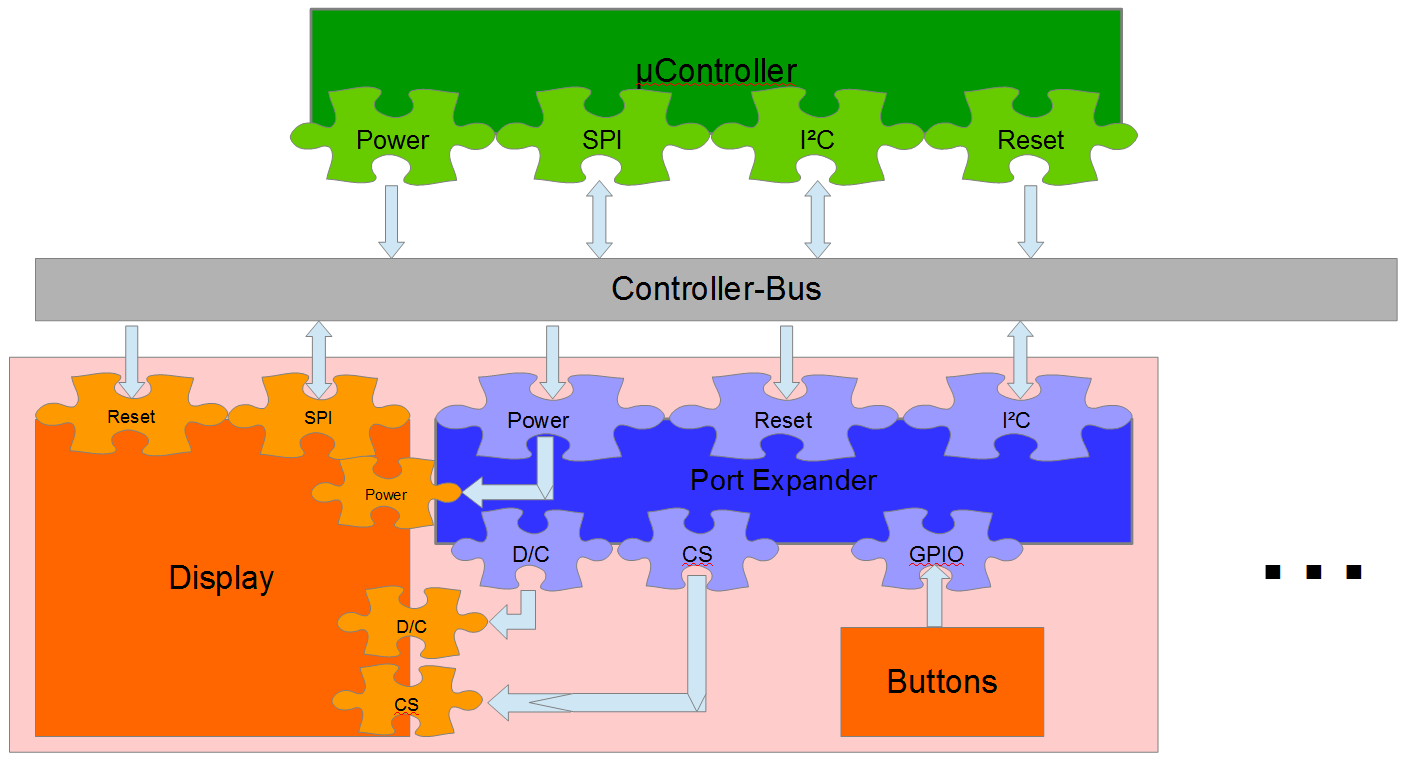 µController
Power
SPI
I²C
Reset
Controller-Bus
Reset
SPI
Power
Reset
I²C
Power
Port Expander
D/C
CS
GPIO
Display
D/C
CS
Buttons